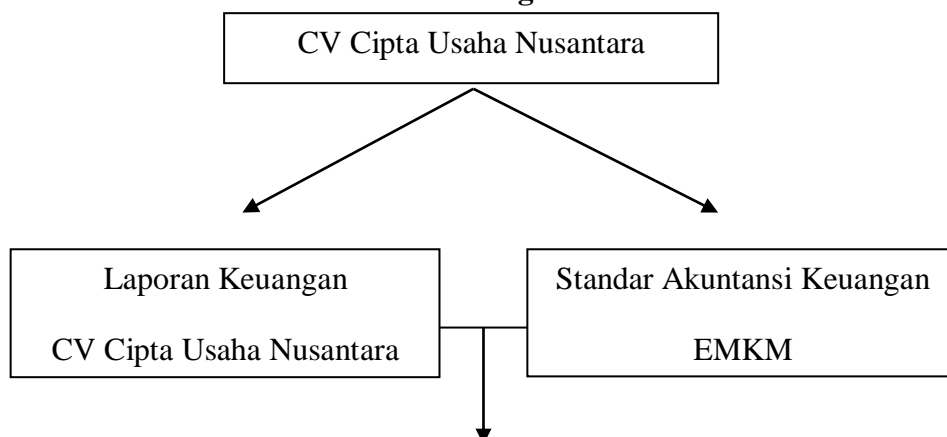 CV Cipta Usaha Nusantara
Laporan Keuangan
CV Cipta Usaha Nusantara
Standar Akuntansi Keuangan
EMKM